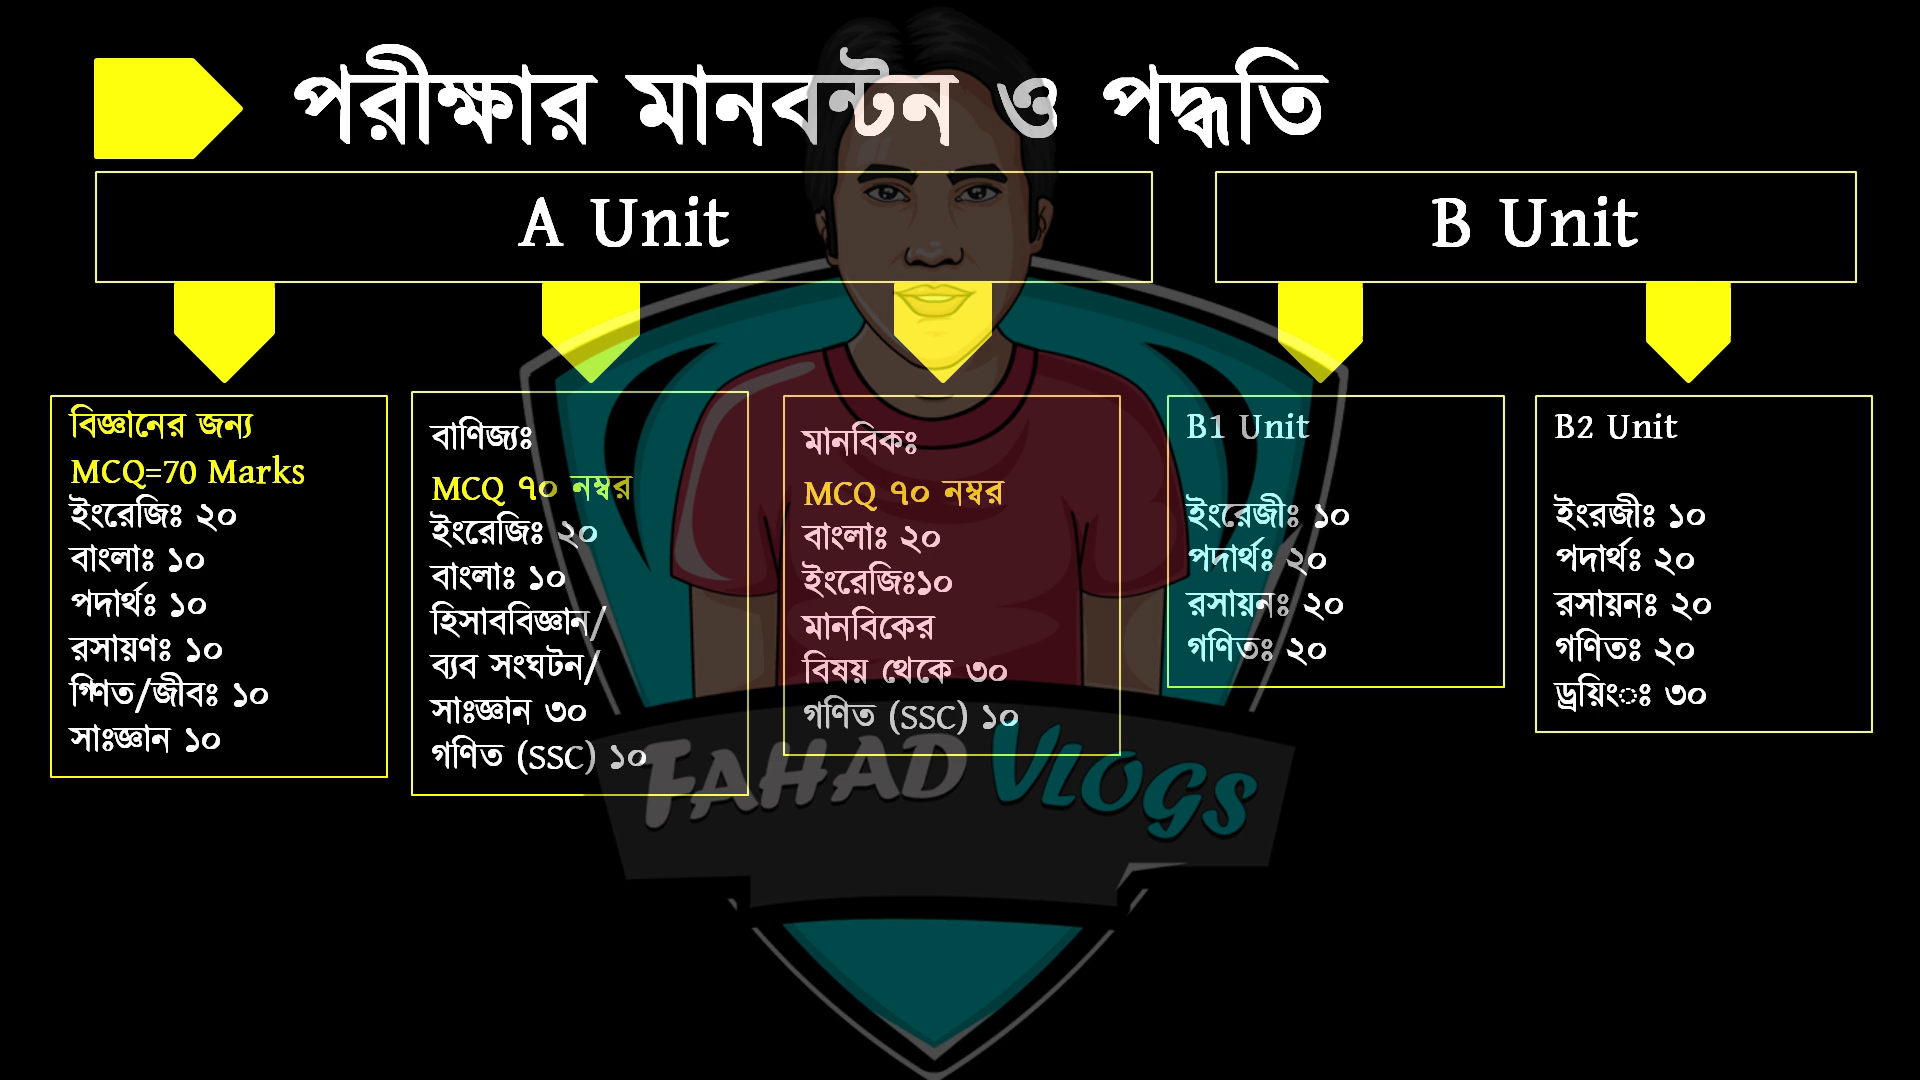 পরীক্ষার মানবন্টন ও পদ্ধতি
A Unit
B Unit
বিজ্ঞানের জন্য
MCQ=70 Marks
ইংরেজিঃ ২০
বাংলাঃ ১০
পদার্থঃ ১০
রসায়ণঃ ১০
গ্ণিত/জীবঃ ১০
সাঃজ্ঞান ১০
বাণিজ্যঃ
MCQ ৭০ নম্বর
ইংরেজিঃ ২০
বাংলাঃ ১০
হিসাববিজ্ঞান/
ব্যব সংঘটন/
সাঃজ্ঞান ৩০
গণিত (SSC) ১০
মানবিকঃ
MCQ ৭০ নম্বর
বাংলাঃ ২০
ইংরেজিঃ১০
মানবিকের
বিষয় থেকে ৩০
গণিত (SSC) ১০
B1 Unit
ইংরেজীঃ ১০
পদার্থঃ ২০
রসায়নঃ ২০
গণিতঃ ২০
B2 Unit
ইংরজীঃ ১০
পদার্থঃ ২০
রসায়নঃ ২০
গণিতঃ ২০
ড্রয়িংঃ ৩০
FAHAD VLOGS